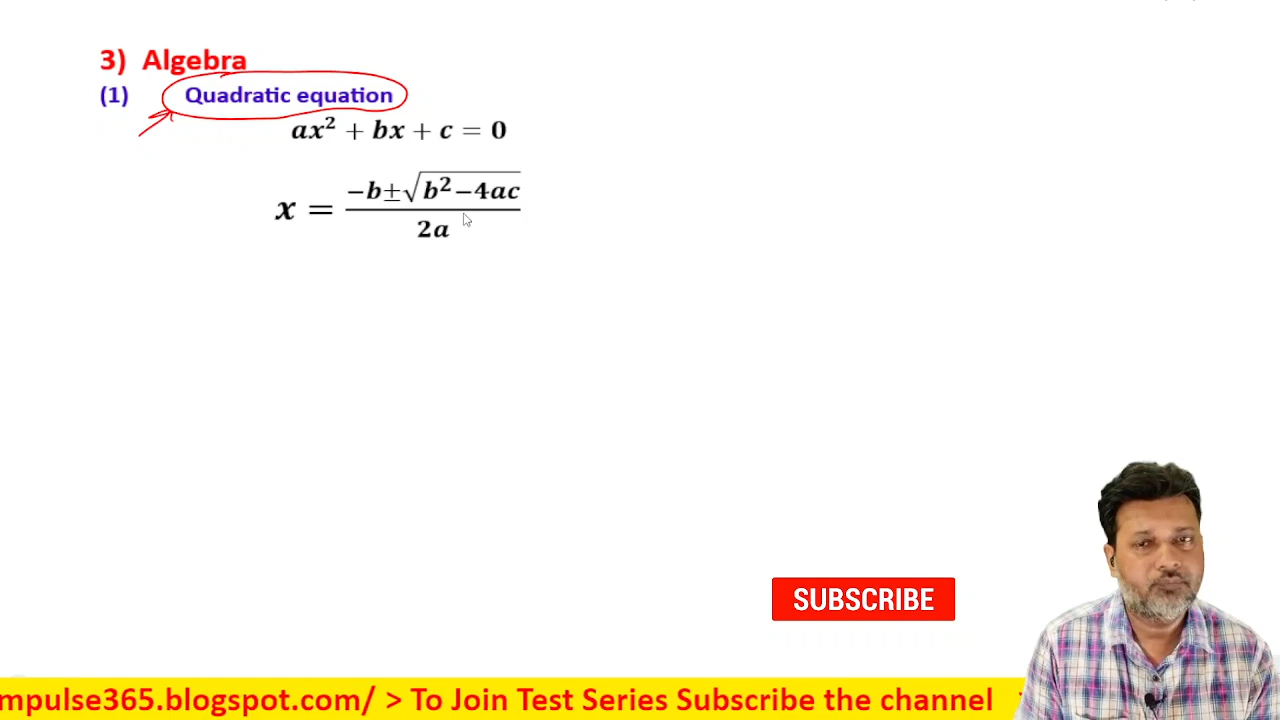 3) Algebra
(1) Quadratic equation
ax² + bx + c = 0
x = (-b±√(b²-4ac))/(2a)
SUBSCRIBE
mpulse365.blogspot.com/ > To Join Test Series Subscribe the channel